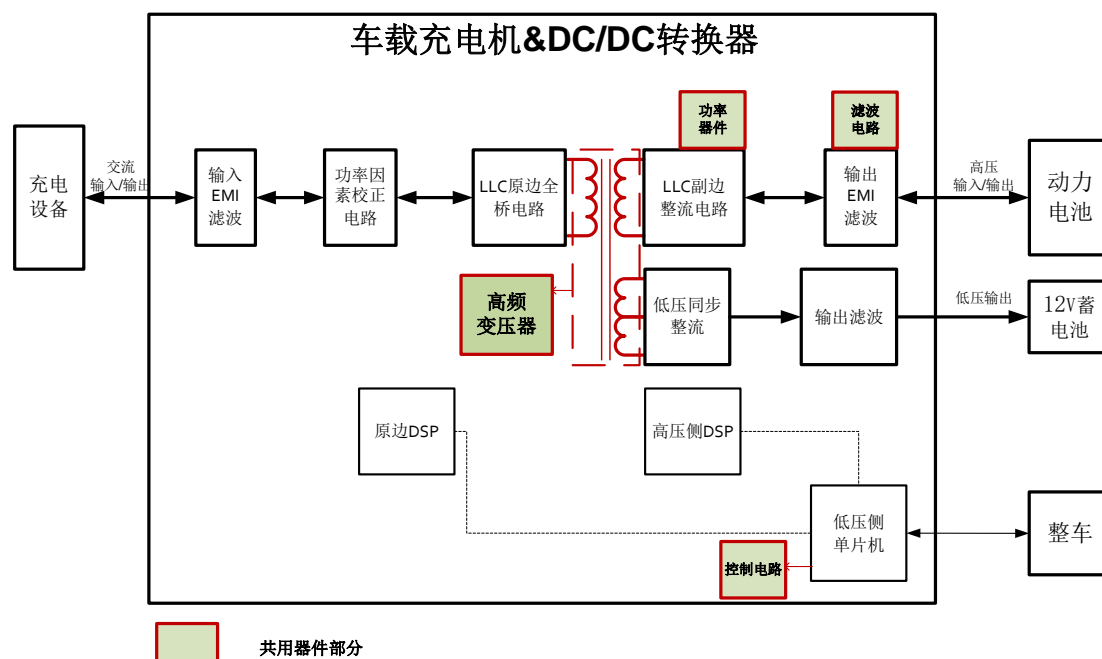 车载充电机&DC/DC转换器
功率
器件
滤波
电路
充电
设备
交流
输入/输出
输入
EMI
滤波
功率因
素校正
电路
LLC原边全
桥电路
LLC副边
整流电路
输出
EMI
滤波
高压
输入/输出
动力
电池
高频
变压器
低压同步
整流
输出滤波
低压输出
12V蓄
电池
原边DSP
高压侧DSP
低压侧
单片机
整车
控制电路
共用器件部分